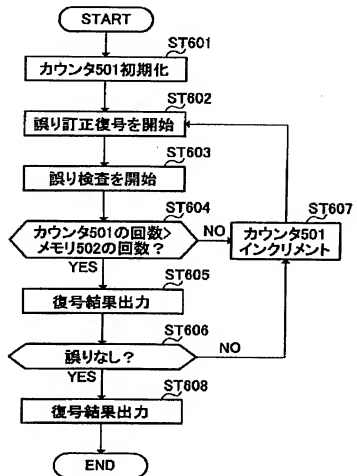 START
ST601
カウンタ501初期化
ST602
誤り訂正復号を開始
ST603
誤り検査を開始
ST604
カウンタ501の回数>
メモリ502の回数？
NO
ST607
カウンタ501
インクリメント
YES
ST605
復号結果出力
ST606
誤りなし？
NO
YES
ST608
復号結果出力
END